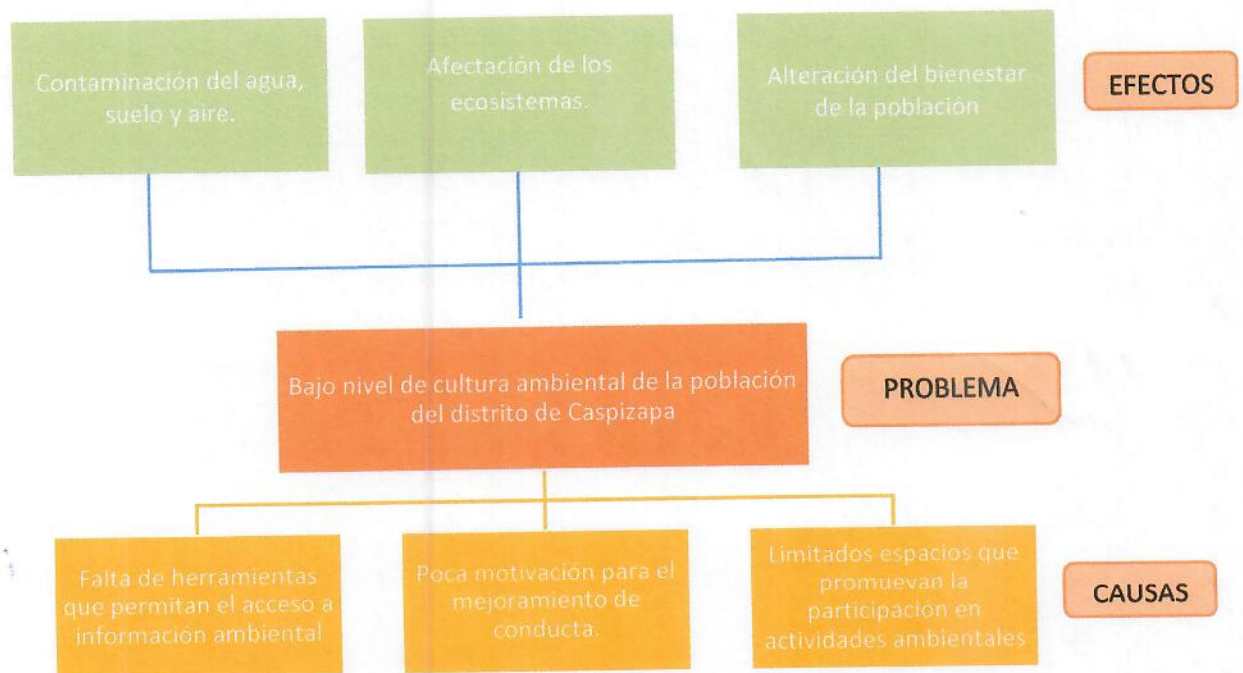 Contaminación del agua,
suelo y aire.
Afectación de los
ecosistemas.
Alteración del bienestar
de la población
EFECTOS
Bajo nivel de cultura ambiental de la población
del distrito de Caspizapa
PROBLEMA
Falta de herramientas
que permitan el acceso a
información ambiental
Poca motivación para el
mejoramiento de
conducta.
Limitados espacios que
promuevan la
participación en
actividades ambientales
CAUSAS